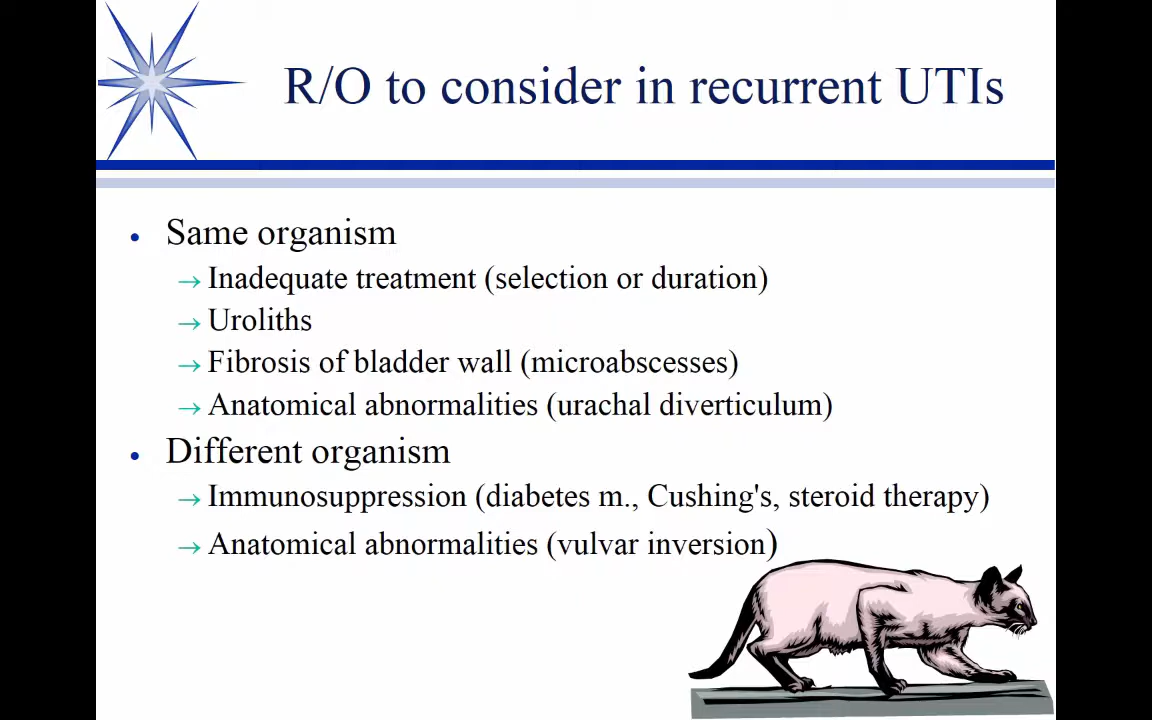 R/O to consider in recurrent UTIs
• Same organism
→ Inadequate treatment (selection or duration)
→ Uroliths
→ Fibrosis of bladder wall (microabscesses)
→ Anatomical abnormalities (urachal diverticulum)
• Different organism
→ Immunosuppression (diabetes m., Cushing's, steroid therapy)
→ Anatomical abnormalities (vulvar inversion)